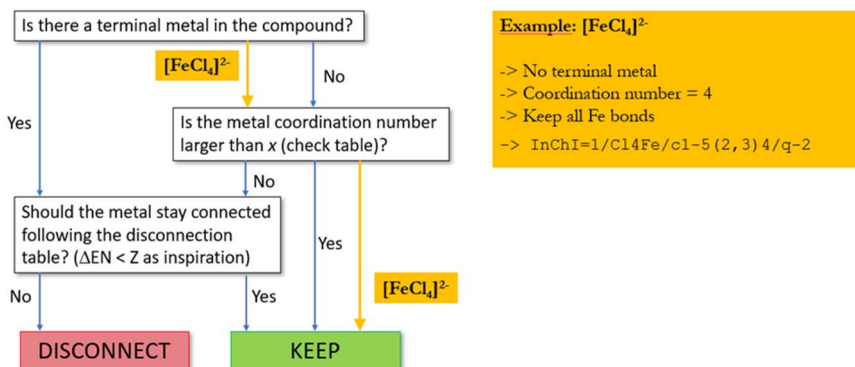 Is there a terminal metal in the compound?
[FeCl₄]²⁻
No
Yes
Is the metal coordination number
larger than x (check table)?
No
Should the metal stay connected
following the disconnection
table? (ΔEN < Z as inspiration)
Yes
No
Yes
[FeCl₄]²⁻
DISCONNECT
KEEP
Example: [FeCl₄]²⁻
-> No terminal metal
-> Coordination number = 4
-> Keep all Fe bonds
-> InChI=1/Cl4Fe/c1-5(2,3)4/q-2